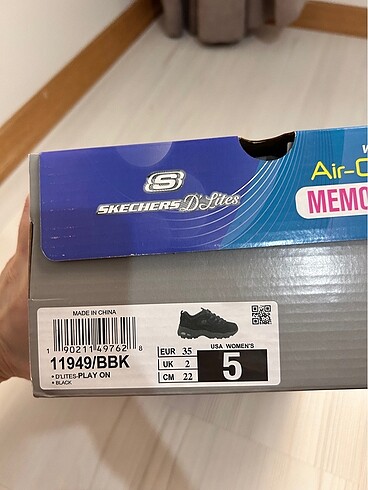 SKECHERS D'Lites
Air-
MADE IN CHINA
1 90211 49762 8
11949/BBK
• D'LITES-PLAY ON
• BLACK
EUR 35
UK 2
CM 22
USA WOMEN'S
5